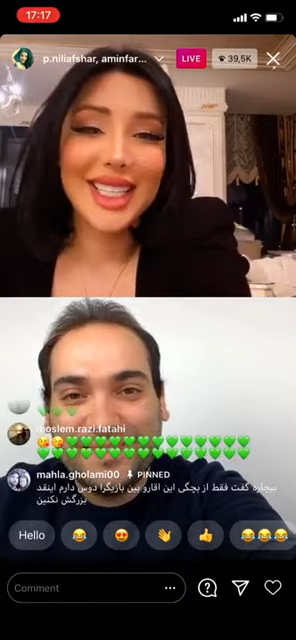 17:17
p.niliafshar, aminfar...
LIVE
39,5K
moslem.razi.fatahi
mahla.gholami00 PINNED
بیچاره گفت فقط از بچگی این اقارو بین بازیگرا دوس دارم اینقد
بزرگش نکنین
Hello
Comment